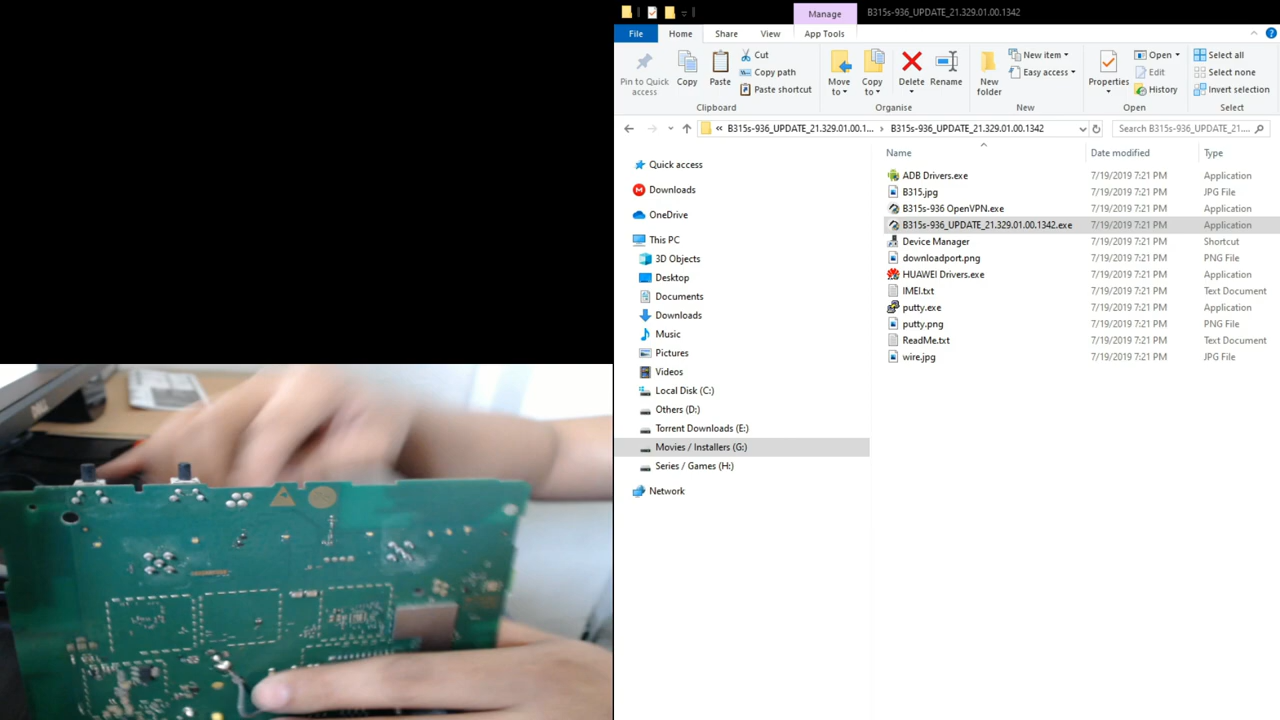 Manage
B315s-936_UPDATE_21.329.01.00.1342
File
Home
Share
View
App Tools
Pin to Quick access
Copy
Paste
Cut
Copy path
Paste shortcut
Clipboard
Move to
Copy to
Delete
Rename
Organise
New folder
New item
Easy access
New
Properties
Open
Edit
History
Open
Select all
Select none
Invert selection
Select
« B315s-936_UPDATE_21.329.01.00.1... › B315s-936_UPDATE_21.329.01.00.1342
Search B315s-936_UPDATE_21....
Quick access
Downloads
OneDrive
This PC
3D Objects
Desktop
Documents
Downloads
Music
Pictures
Videos
Local Disk (C:)
Others (D:)
Torrent Downloads (E:)
Movies / Installers (G:)
Series / Games (H:)
Network
Name Date modified Type
ADB Drivers.exe 7/19/2019 7:21 PM Application
B315.jpg 7/19/2019 7:21 PM JPG File
B315s-936 OpenVPN.exe 7/19/2019 7:21 PM Application
B315s-936_UPDATE_21.329.01.00.1342.exe 7/19/2019 7:21 PM Application
Device Manager 7/19/2019 7:21 PM Shortcut
downloadport.png 7/19/2019 7:21 PM PNG File
HUAWEI Drivers.exe 7/19/2019 7:21 PM Application
IMEI.txt 7/19/2019 7:21 PM Text Document
putty.exe 7/19/2019 7:21 PM Application
putty.png 7/19/2019 7:21 PM PNG File
ReadMe.txt 7/19/2019 7:21 PM Text Document
wire.jpg 7/19/2019 7:21 PM JPG File